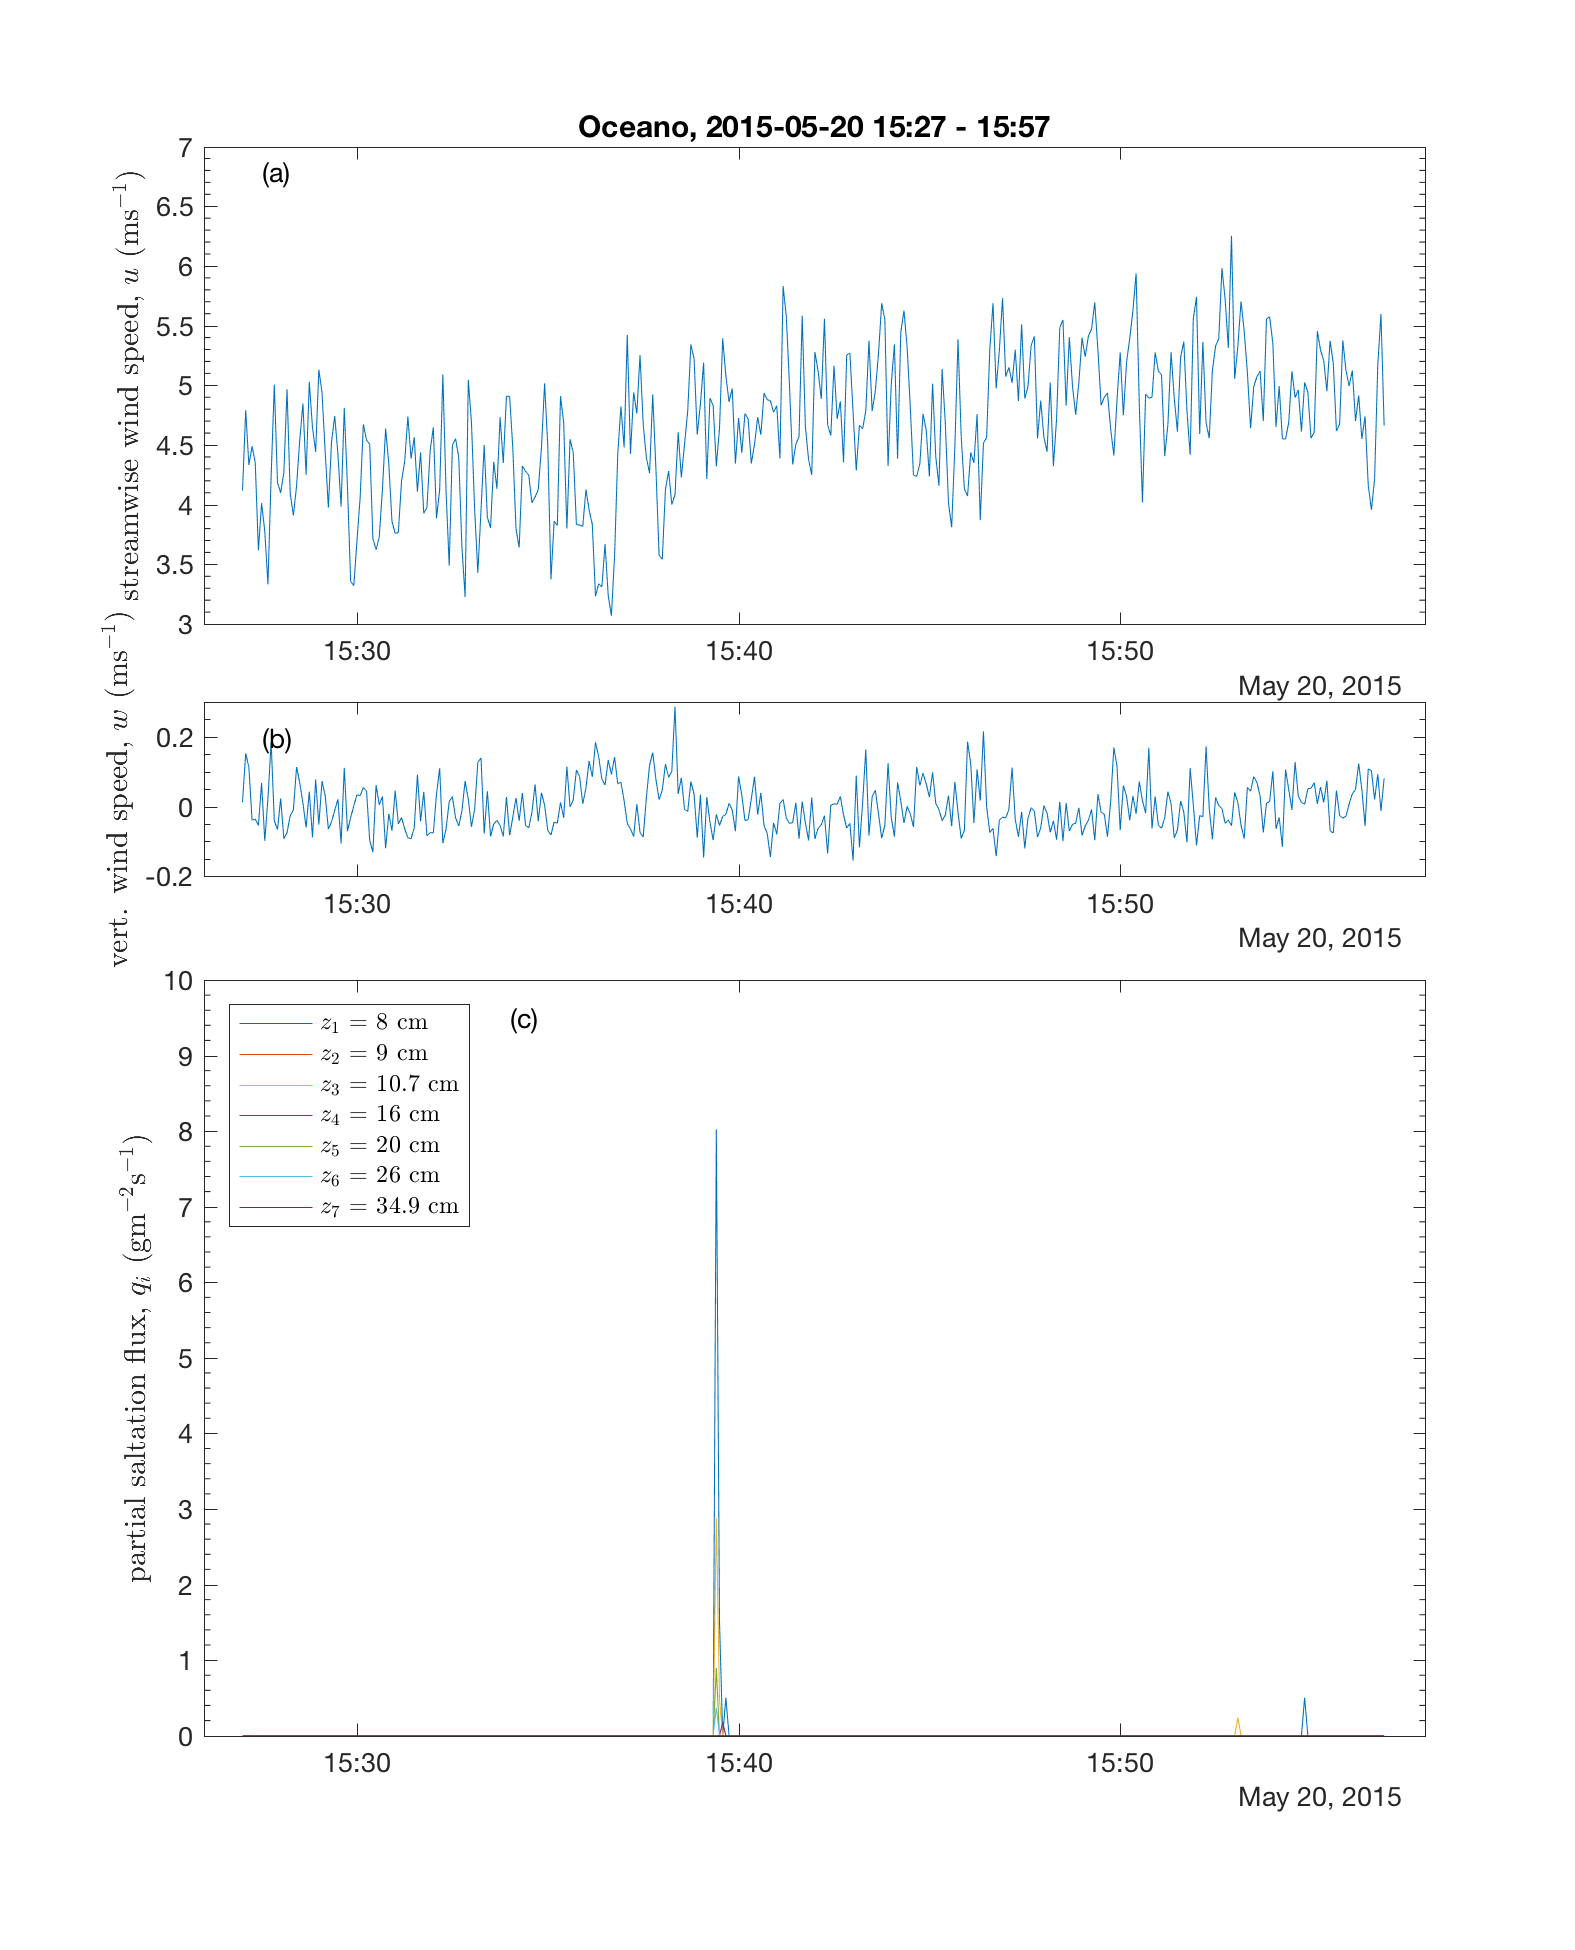 Oceano, 2015-05-20 15:27 - 15:57
(a)
streamwise wind speed, u (ms⁻¹)
7
6.5
6
5.5
5
4.5
4
3.5
3
15:30 15:40 15:50
May 20, 2015
(b)
vert. wind speed, w (ms⁻¹)
0.2
0
-0.2
15:30 15:40 15:50
May 20, 2015
(c)
partial saltation flux, qᵢ (gm⁻²s⁻¹)
10
9
8
7
6
5
4
3
2
1
0
z₁ = 8 cm
z₂ = 9 cm
z₃ = 10.7 cm
z₄ = 16 cm
z₅ = 20 cm
z₆ = 26 cm
z₇ = 34.9 cm
15:30 15:40 15:50
May 20, 2015